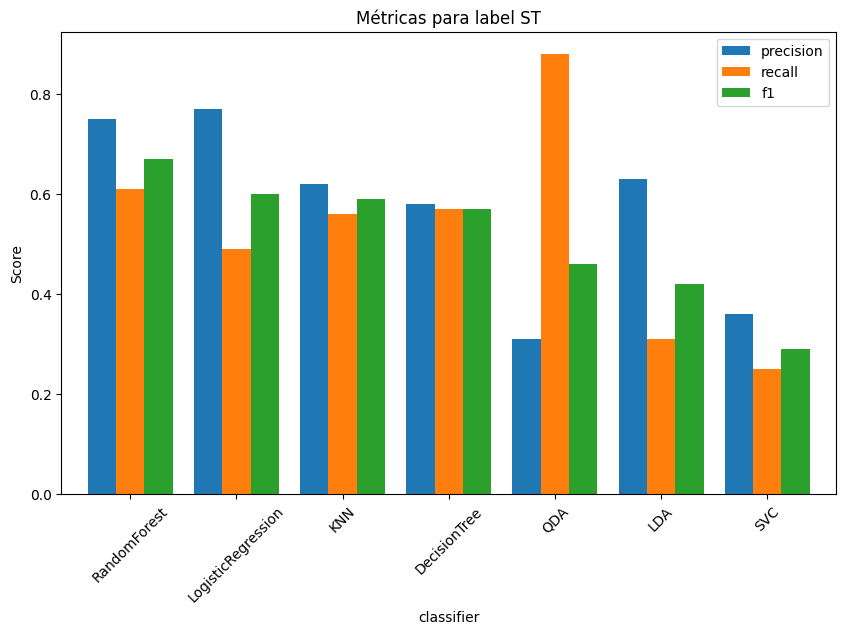 Métricas para label ST
precision
recall
f1
Score
0.8
0.6
0.4
0.2
0.0
RandomForest
LogisticRegression
KNN
DecisionTree
QDA
LDA
SVC
classifier